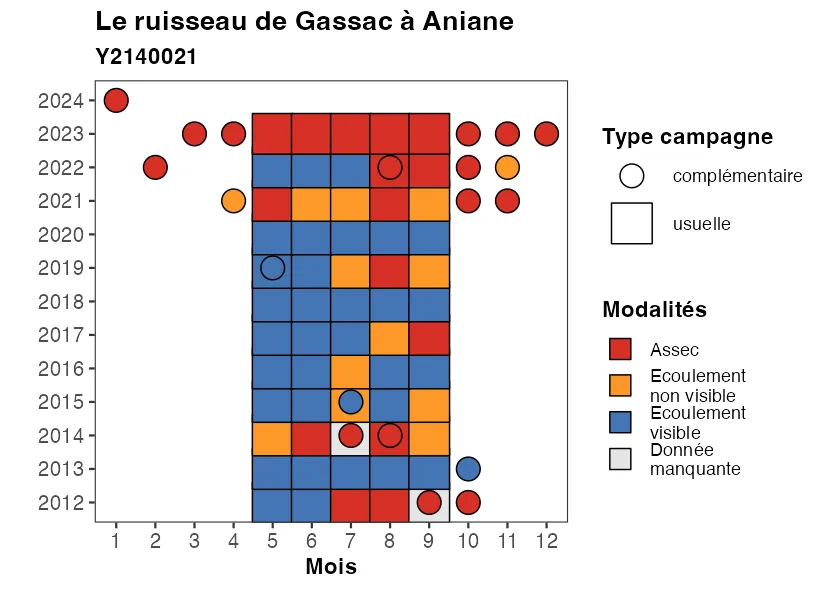 Le ruisseau de Gassac à Aniane
Y2140021
2024
2023
2022
2021
2020
2019
2018
2017
2016
2015
2014
2013
2012
1 2 3 4 5 6 7 8 9 10 11 12
Mois
Type campagne
complémentaire
usuelle
Modalités
Assec
Ecoulement
non visible
Ecoulement
visible
Donnée
manquante